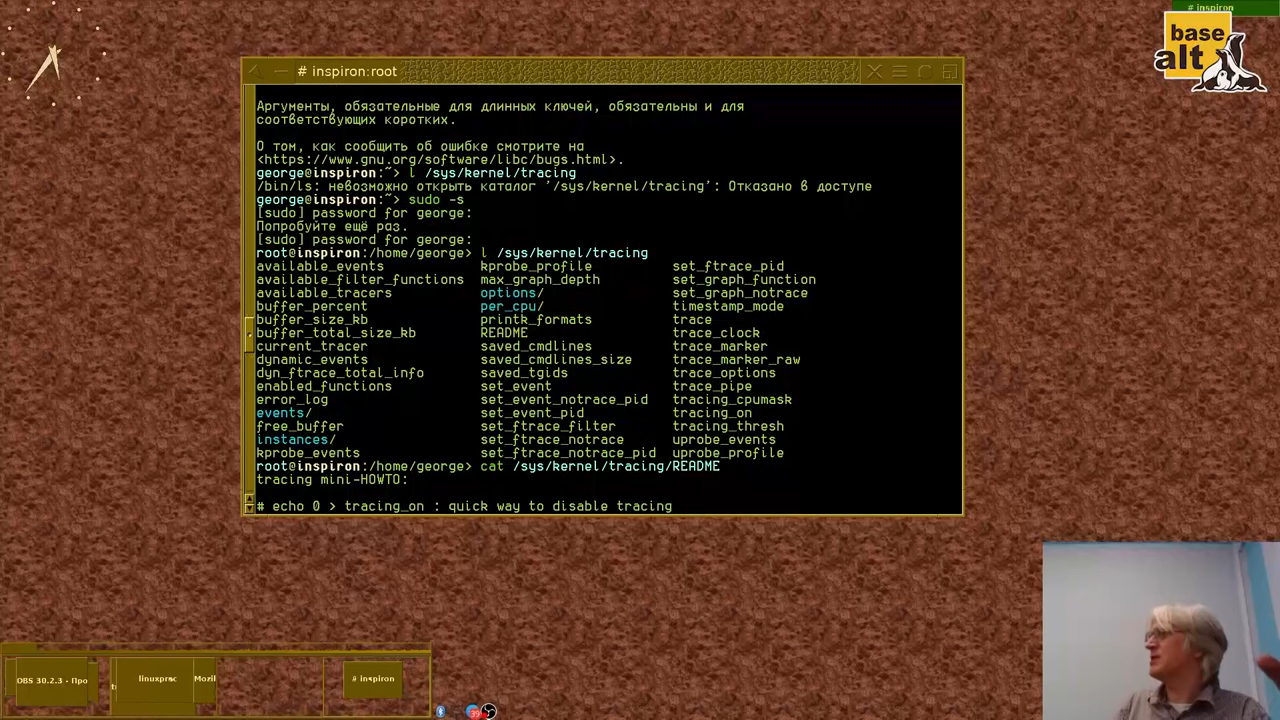 # inspiron
base
alt
# inspiron:root
Аргументы, обязательные для длинных ключей, обязательны и для
соответствующих коротких.
О том, как сообщить об ошибке смотрите на
<https://www.gnu.org/software/libc/bugs.html>.
george@inspiron:~> l /sys/kernel/tracing
/bin/ls: невозможно открыть каталог '/sys/kernel/tracing': Отказано в доступе
george@inspiron:~> sudo -s
[sudo] password for george:
Попробуйте ещё раз.
[sudo] password for george:
root@inspiron:/home/george> l /sys/kernel/tracing
available_events kprobe_profile set_ftrace_pid
available_filter_functions max_graph_depth set_graph_function
available_tracers options/ set_graph_notrace
buffer_percent per_cpu/ timestamp_mode
buffer_size_kb printk_formats trace
buffer_total_size_kb README trace_clock
current_tracer saved_cmdlines trace_marker
dynamic_events saved_cmdlines_size trace_marker_raw
dyn_ftrace_total_info saved_tgids trace_options
enabled_functions set_event trace_pipe
error_log set_event_notrace_pid tracing_cpumask
events/ set_event_pid tracing_on
free_buffer set_ftrace_filter tracing_thresh
instances/ set_ftrace_notrace uprobe_events
kprobe_events set_ftrace_notrace_pid uprobe_profile
root@inspiron:/home/george> cat /sys/kernel/tracing/README
tracing mini-HOWTO:
# echo 0 > tracing_on : quick way to disable tracing
OBS 30.2.3 - Про
linuxprac
Mozil
# inspiron